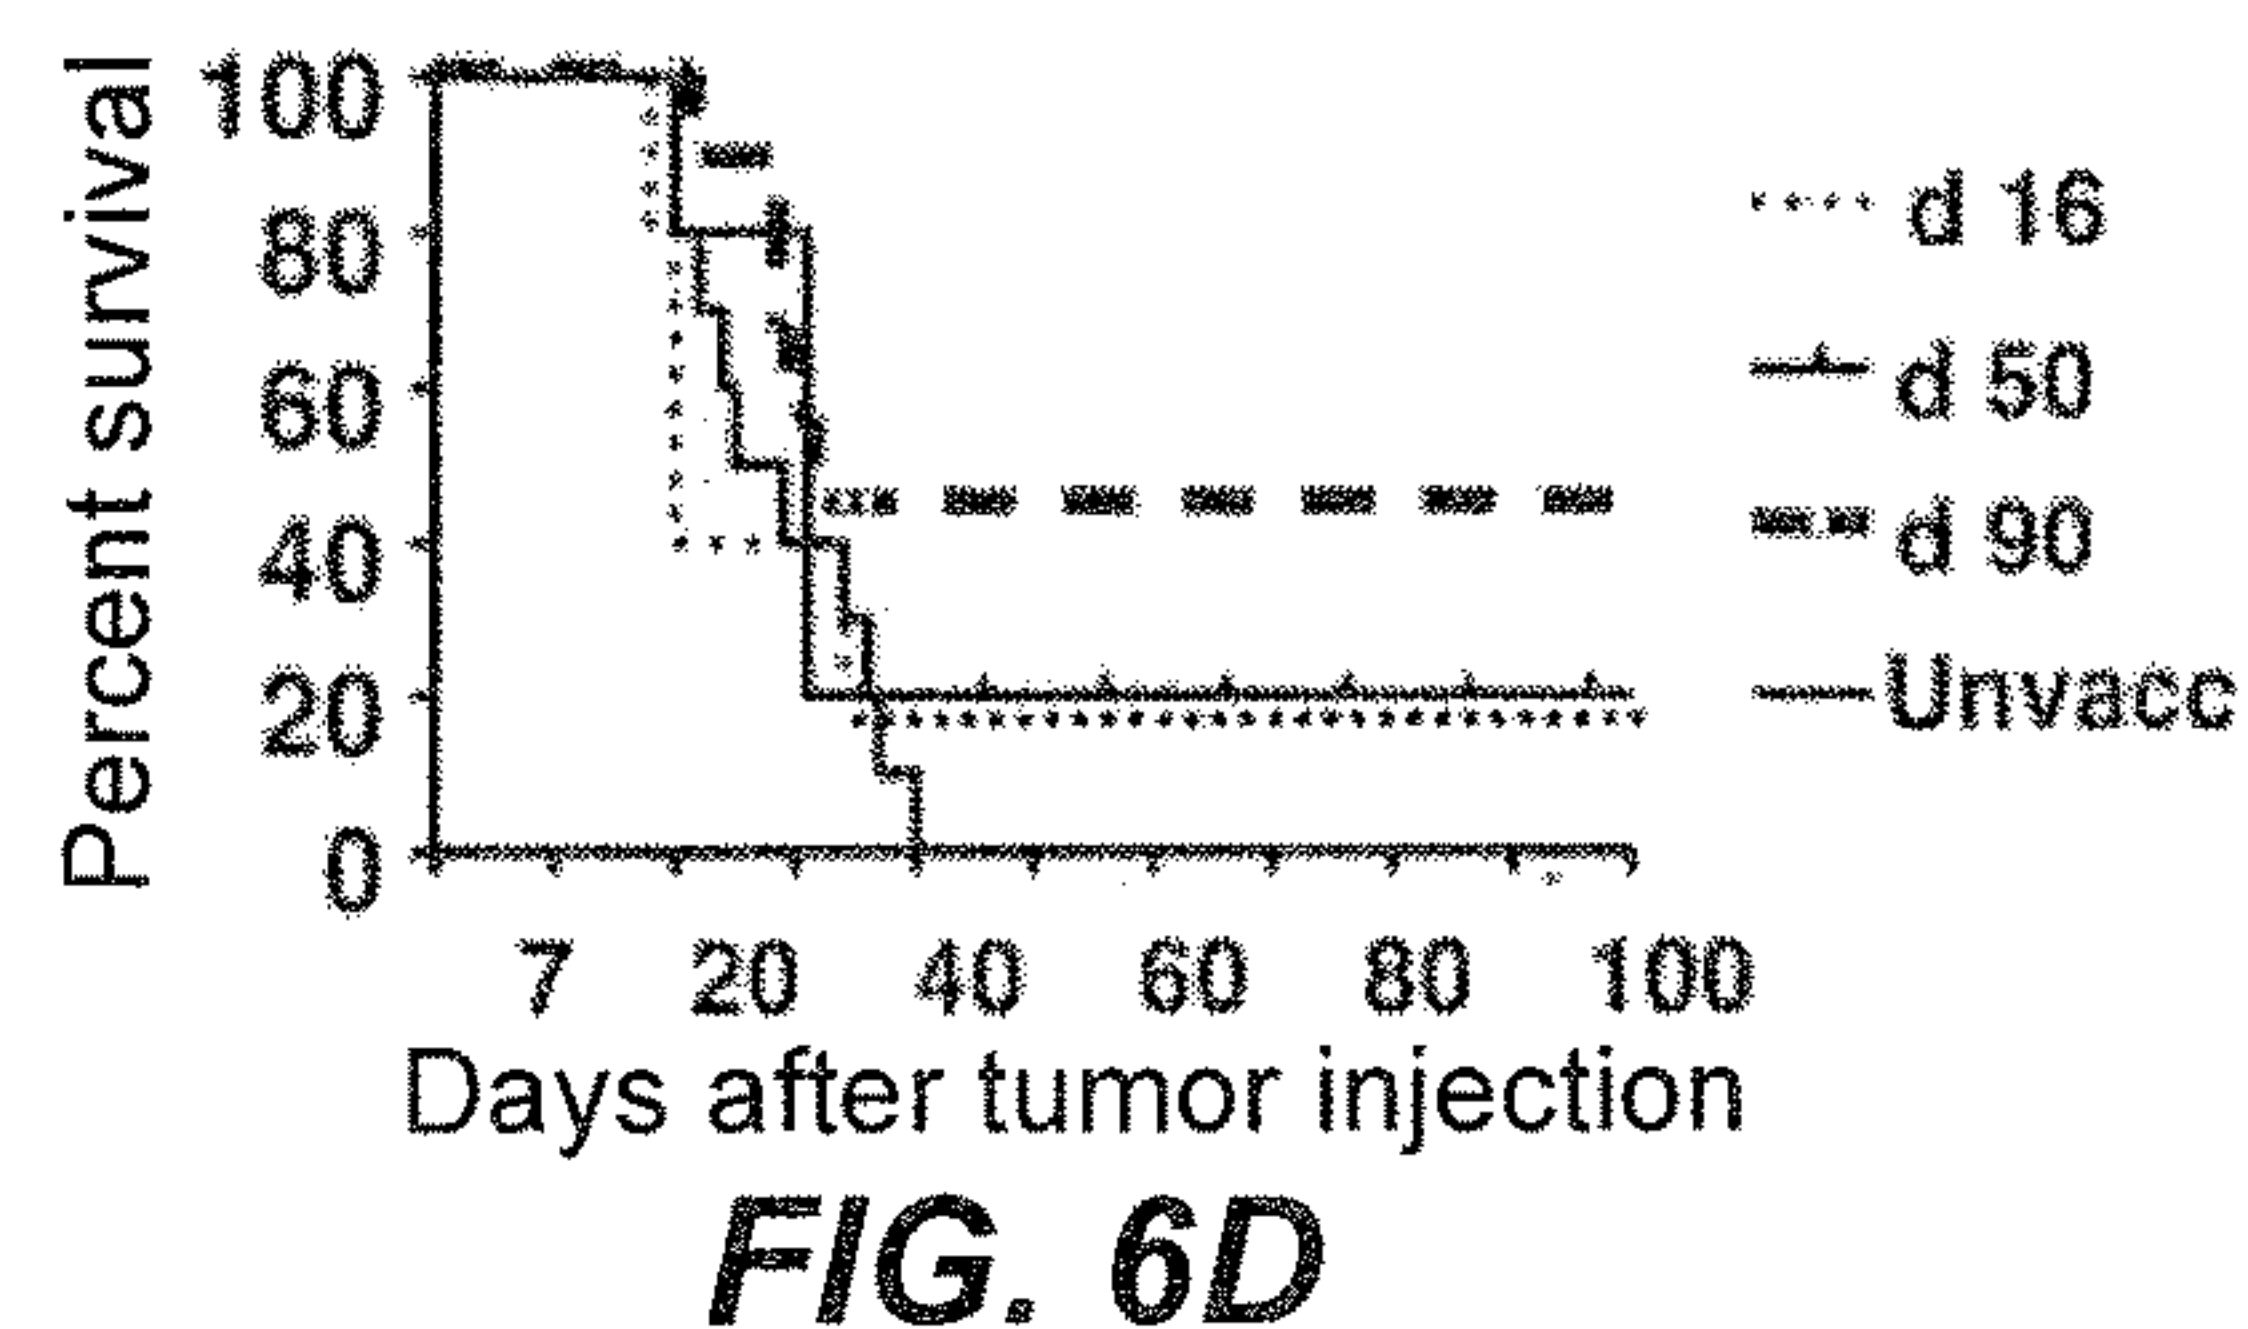 Percent survival
100
80
60
40
20
0
7 20 40 60 80 100
Days after tumor injection
d 16
d 50
d 90
Unvacc
FIG. 6D